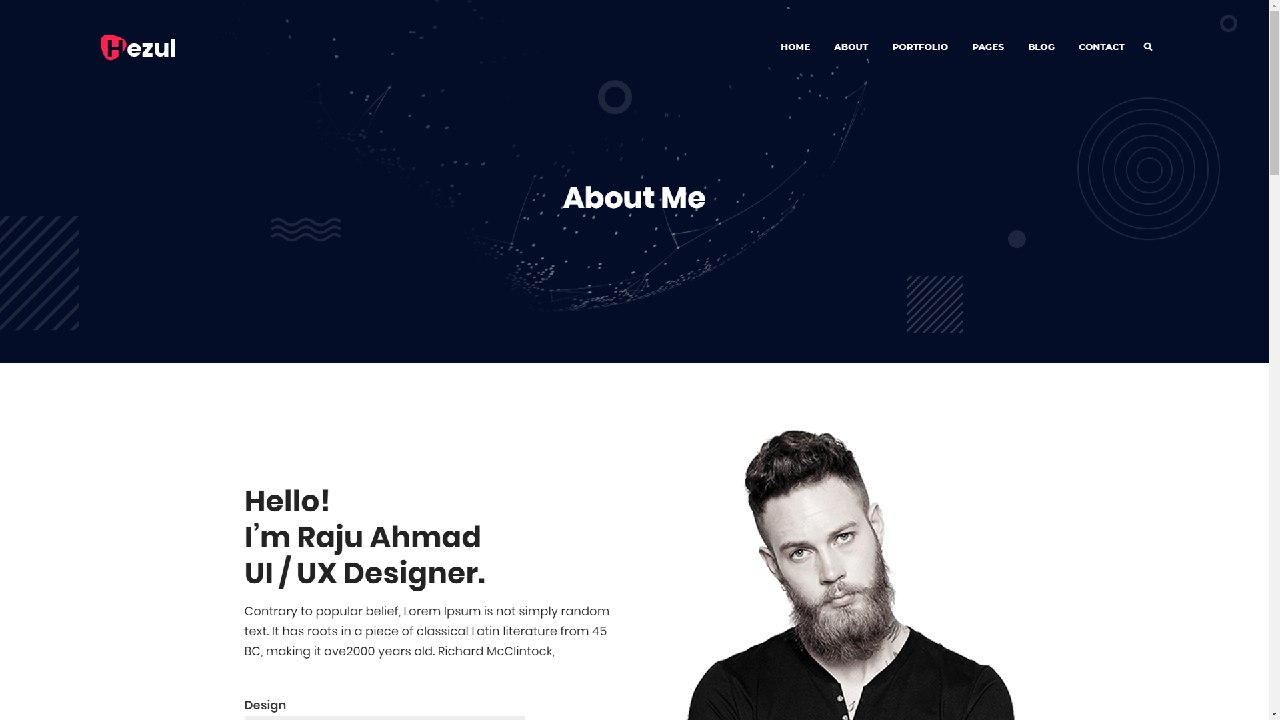 Hezul
HOME ABOUT PORTFOLIO PAGES BLOG CONTACT
About Me
Hello!
I'm Raju Ahmad
UI / UX Designer.
Contrary to popular belief, Lorem Ipsum is not simply random
text. It has roots in a piece of classical Latin literature from 45
BC, making it ove2000 years old. Richard McClintock,
Design